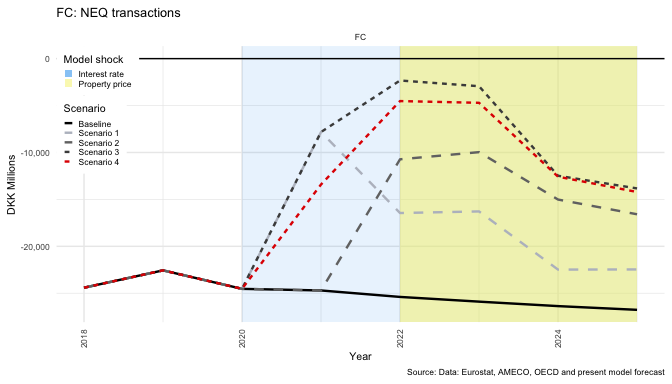 FC: NEQ transactions
FC
Model shock
Interest rate
Property price
Scenario
Baseline
Scenario 1
Scenario 2
Scenario 3
Scenario 4
0
-10,000
-20,000
DKK Millions
2018
2020
2022
2024
Year
Source: Data: Eurostat, AMECO, OECD and present model forecast